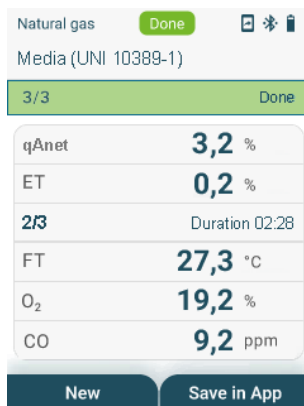 Natural gas Done
Media (UNI 10389-1)
3/3 Done
qAnet 3,2 %
ET 0,2 %
2/3 Duration 02:28
FT 27,3 °C
O₂ 19,2 %
CO 9,2 ppm
New Save in App